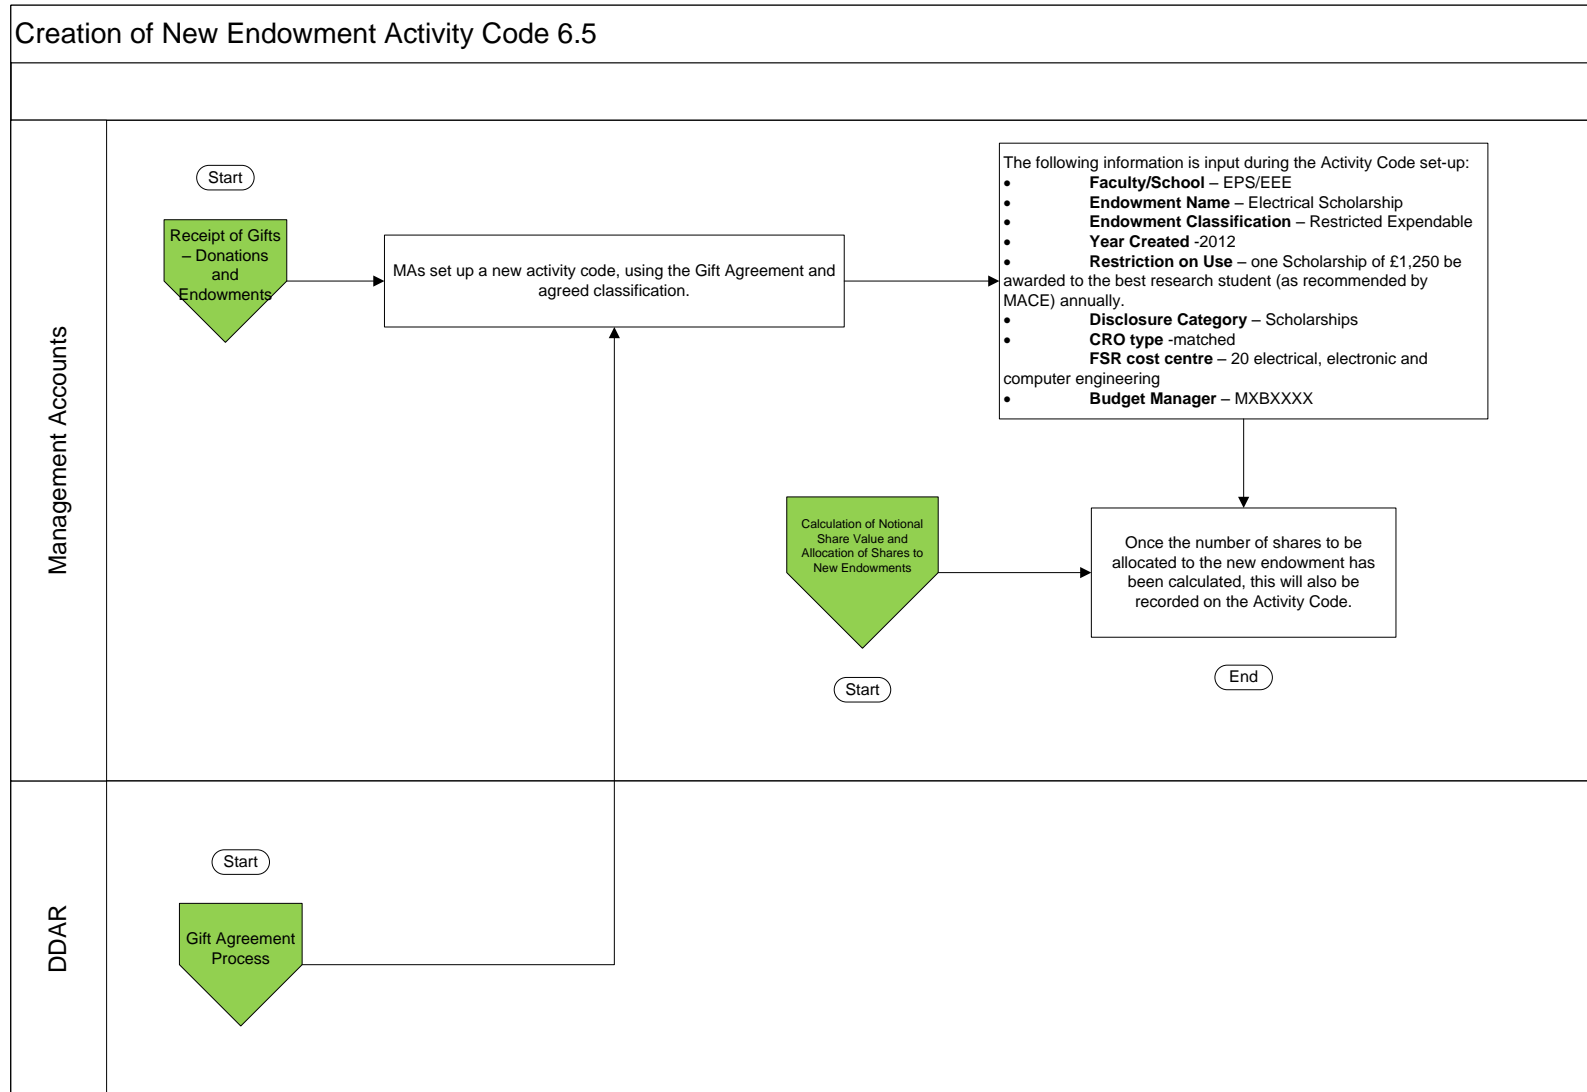 Creation of New Endowment Activity Code 6.5
Management Accounts
Start
Receipt of Gifts
– Donations
and
Endowments
MAs set up a new activity code, using the Gift Agreement and
agreed classification.
The following information is input during the Activity Code set-up:
• Faculty/School – EPS/EEE
• Endowment Name – Electrical Scholarship
• Endowment Classification – Restricted Expendable
• Year Created -2012
• Restriction on Use – one Scholarship of £1,250 be
awarded to the best research student (as recommended by
MACE) annually.
• Disclosure Category – Scholarships
• CRO type -matched
FSR cost centre – 20 electrical, electronic and
computer engineering
• Budget Manager – MXBXXXX
Calculation of Notional
Share Value and
Allocation of Shares to
New Endowments
Start
Once the number of shares to be
allocated to the new endowment has
been calculated, this will also be
recorded on the Activity Code.
End
DDAR
Start
Gift Agreement
Process